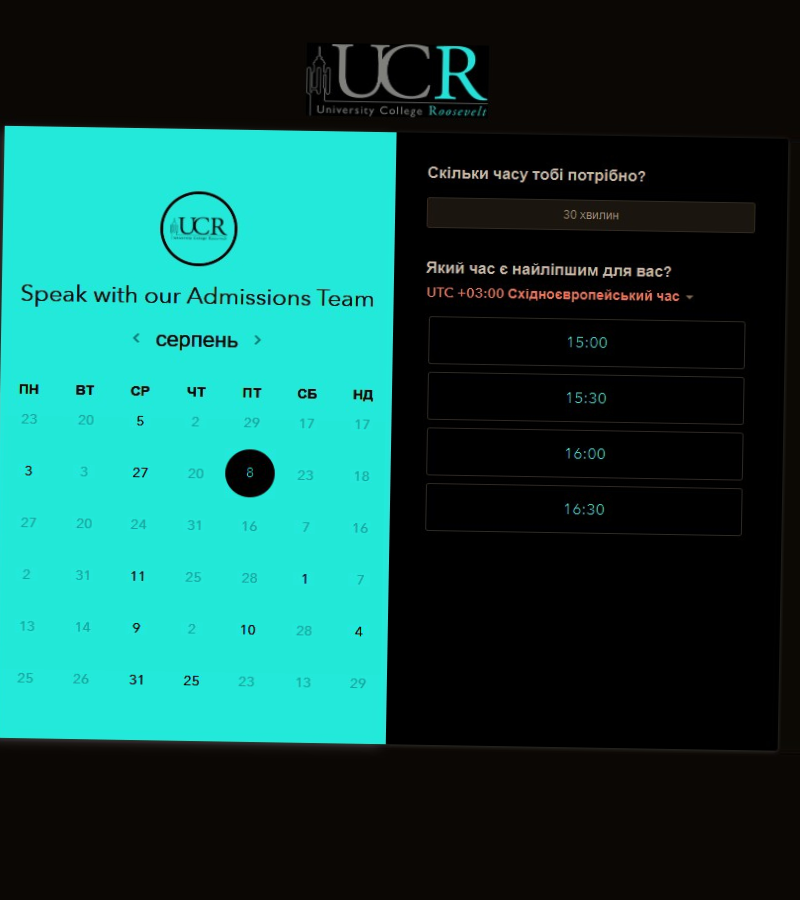 UCR
University College Roosevelt
UCR
Speak with our Admissions Team
серпень
ПН ВТ СР ЧТ ПТ СБ НД
23 20 5 2 29 17 17
3 3 27 20 8 23 18
27 20 24 31 16 7 16
2 31 11 25 28 1 7
13 14 9 2 10 28 4
25 26 31 25 23 13 29
Скільки часу тобі потрібно?
30 хвилин
Який час є найліпшим для вас?
UTC +03:00 Східноєвропейський час
15:00
15:30
16:00
16:30